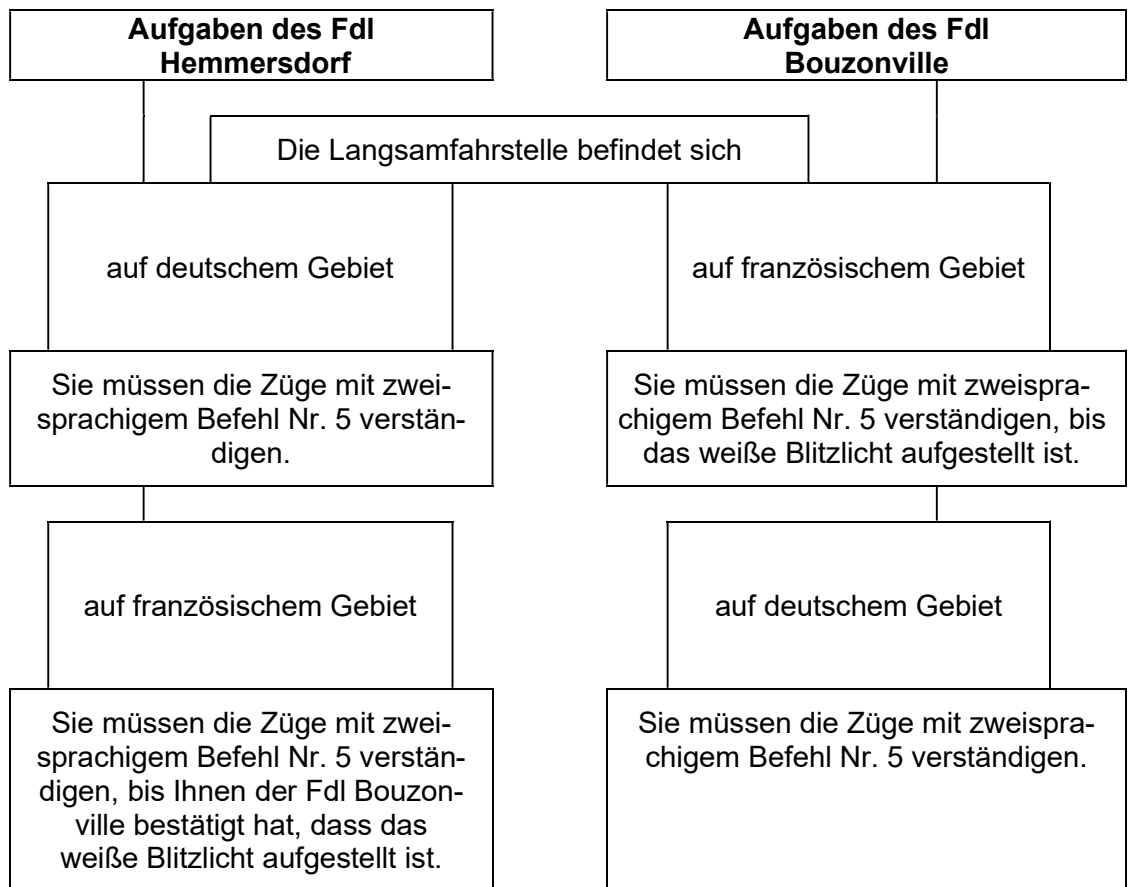 Aufgaben des Fdl
Hemmersdorf
Aufgaben des Fdl
Bouzonville
Die Langsamfahrstelle befindet sich
auf deutschem Gebiet
auf französischem Gebiet
Sie müssen die Züge mit zwei-
sprachigem Befehl Nr. 5 verstän-
digen.
Sie müssen die Züge mit zweispra-
chigem Befehl Nr. 5 verständigen, bis
das weiße Blitzlicht aufgestellt ist.
auf französischem Gebiet
auf deutschem Gebiet
Sie müssen die Züge mit zwei-
sprachigem Befehl Nr. 5 verstän-
digen, bis Ihnen der Fdl Bouzon-
ville bestätigt hat, dass das
weiße Blitzlicht aufgestellt ist.
Sie müssen die Züge mit zweispra-
chigem Befehl Nr. 5 verständigen.